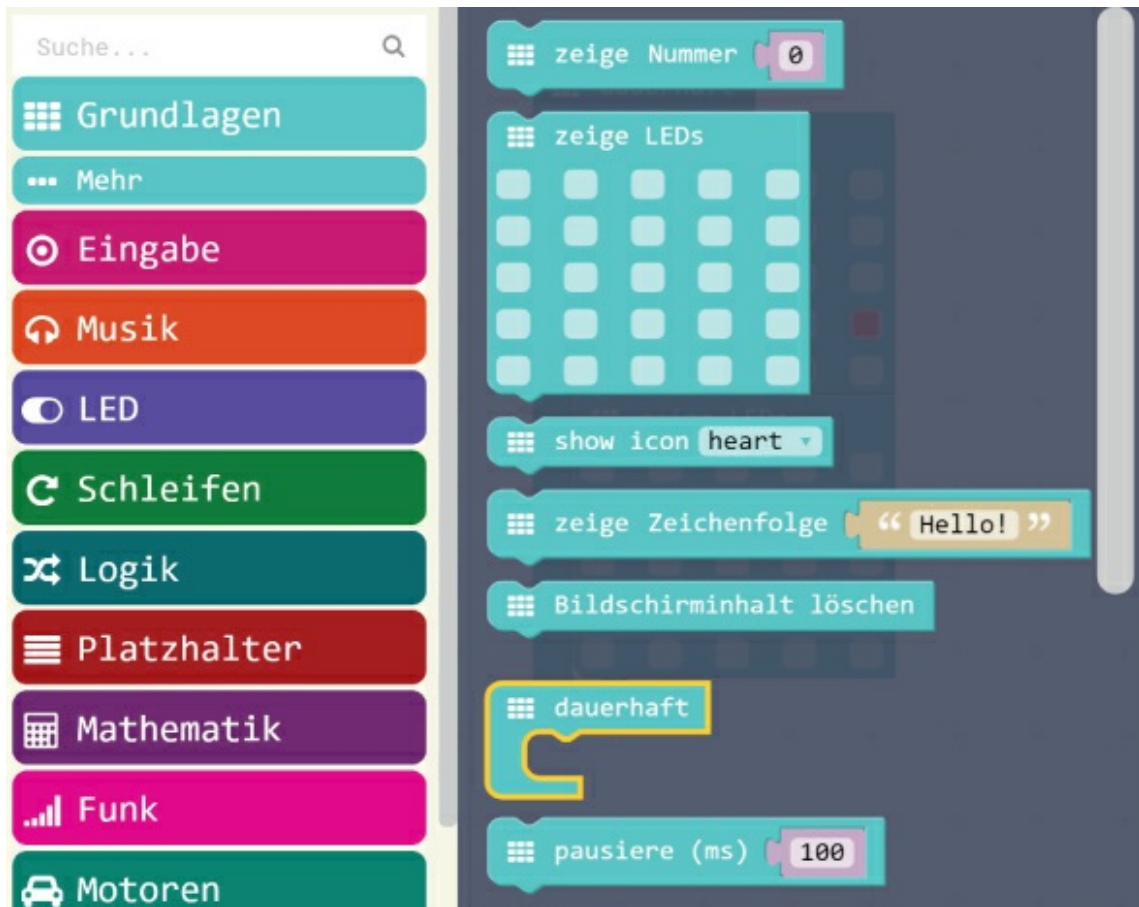 Suche...
Grundlagen
Mehr
Eingabe
Musik
LED
Schleifen
Logik
Platzhalter
Mathematik
Funk
Motoren
zeige Nummer 0
zeige LEDs
show icon heart
zeige Zeichenfolge “ Hello! ”
Bildschirminhalt löschen
dauerhaft
pausiere (ms) 100